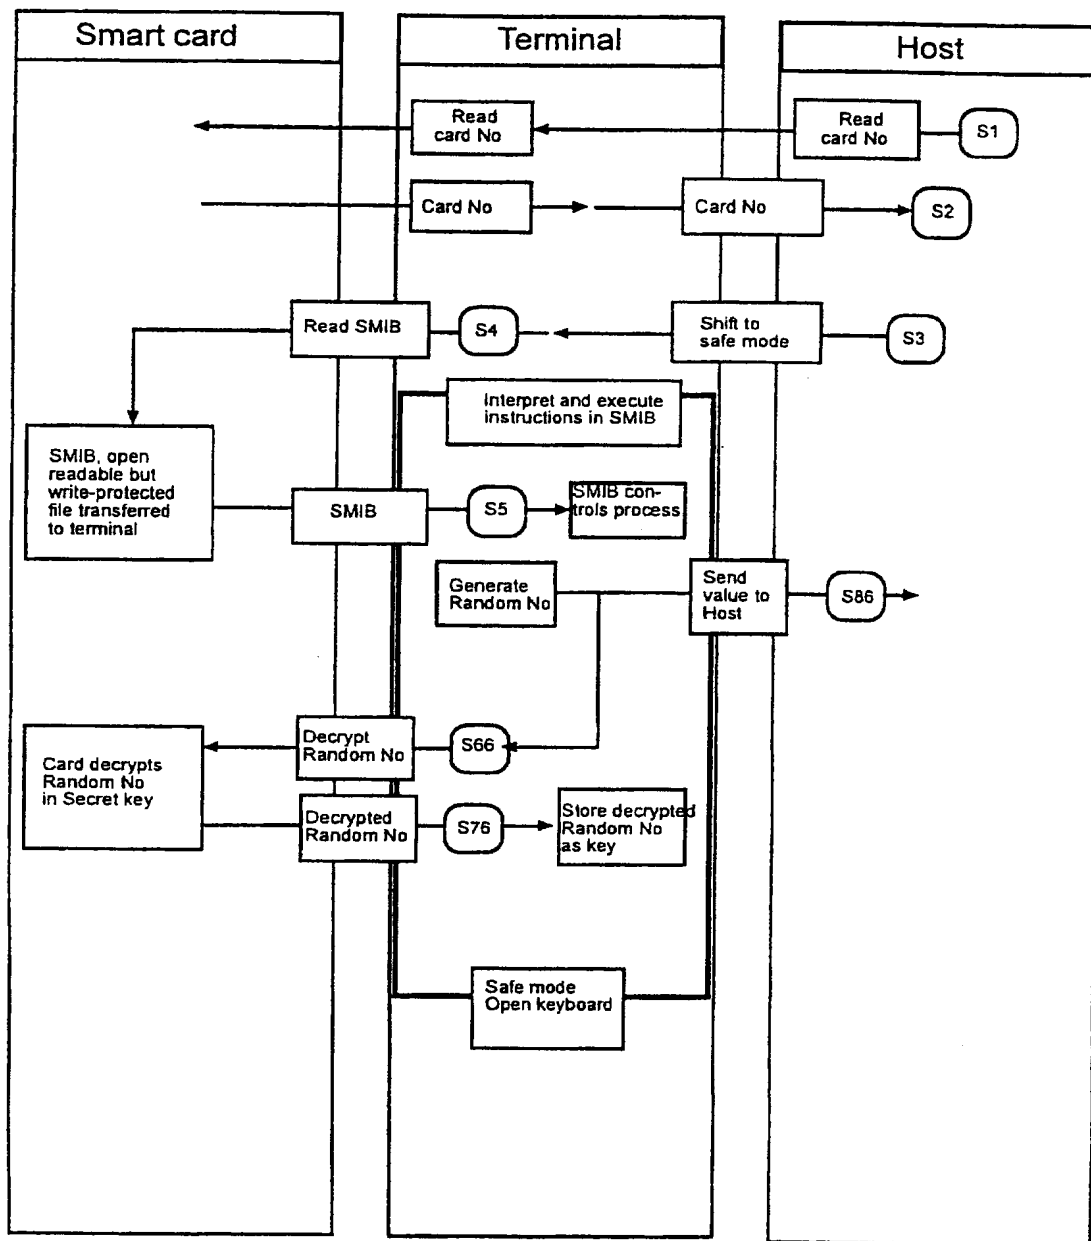 Smart card
Terminal
Host
Read
card No
Read
card No
S1
Card No
Card No
S2
Read SMIB
S4
Shift to
safe mode
S3
Interpret and execute
instructions in SMIB
SMIB, open
readable but
write-protected
file transferred
to terminal
SMIB
S5
SMIB con-
trols process
Generate
Random No
Send
value to
Host
S86
Decrypt
Random No
S66
Card decrypts
Random No
in Secret key
Decrypted
Random No
S76
Store decrypted
Random No
as key
Safe mode
Open keyboard